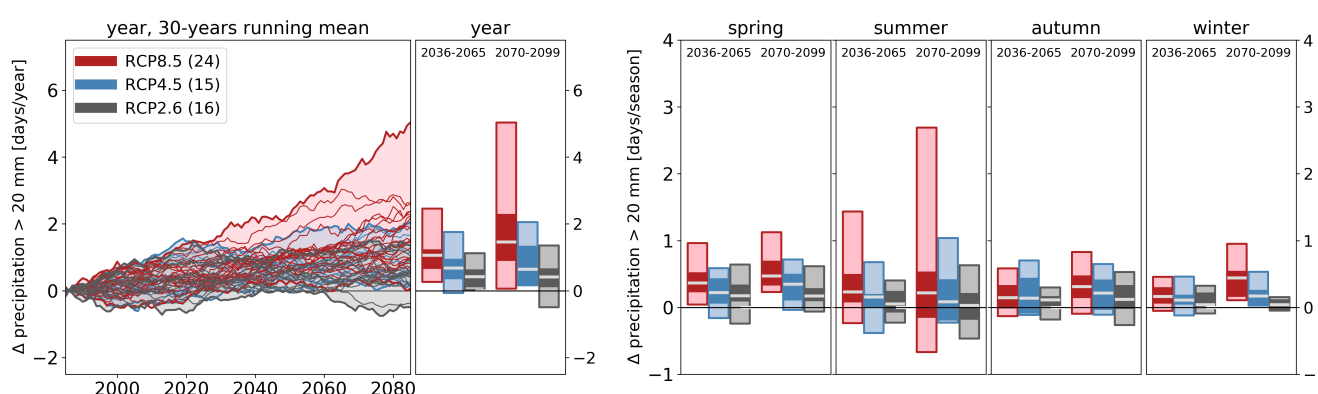 year, 30-years running mean
year
2036-2065 2070-2099
RCP8.5 (24)
RCP4.5 (15)
RCP2.6 (16)
Δ precipitation > 20 mm [days/year]
6
4
2
0
−2
2000 2020 2040 2060 2080
6
4
2
0
−2
spring
summer
autumn
winter
2036-2065 2070-2099
2036-2065 2070-2099
2036-2065 2070-2099
2036-2065 2070-2099
Δ precipitation > 20 mm [days/season]
4
3
2
1
0
−1
4
3
2
1
0
−